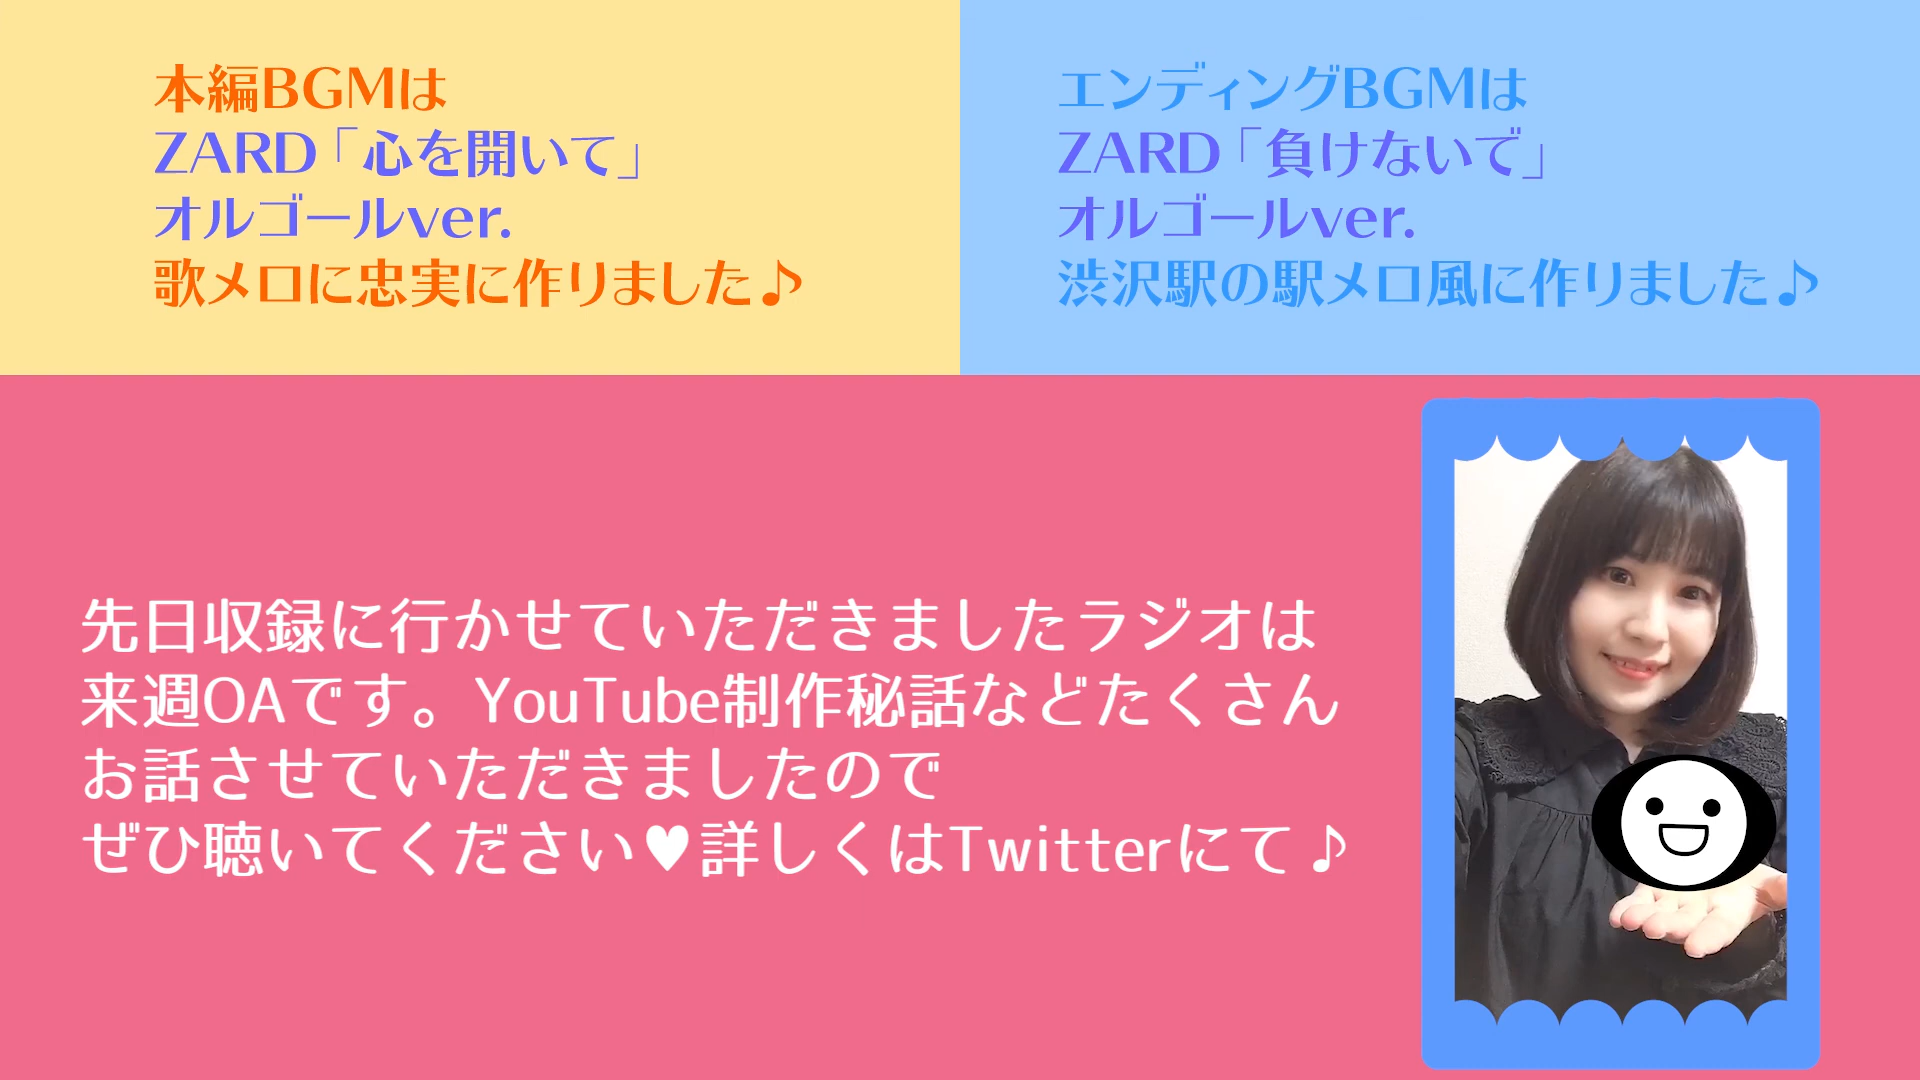 本編BGMは
ZARD「心を開いて」
オルゴールver.
歌メロに忠実に作りました♪
エンディングBGMは
ZARD「負けないで」
オルゴールver.
渋沢駅の駅メロ風に作りました♪
先日収録に行かせていただきましたラジオは
来週OAです。YouTube制作秘話などたくさん
お話させていただきましたので
ぜひ聴いてください♥詳しくはTwitterにて♪